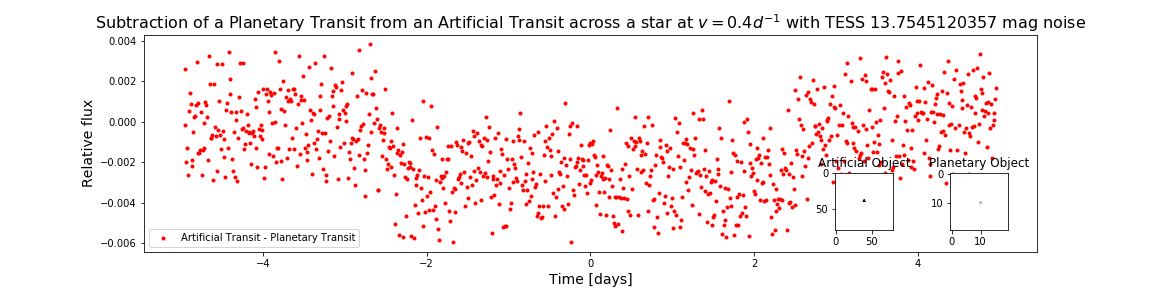 Subtraction of a Planetary Transit from an Artificial Transit across a star at v = 0.4d⁻¹ with TESS 13.7545120357 mag noise
Relative flux
0.004
0.002
0.000
−0.002
−0.004
−0.006
Artificial Transit - Planetary Transit
Artificial Object
0
50
0 50
Planetary Object
0
10
0 10
−4 −2 0 2 4
Time [days]